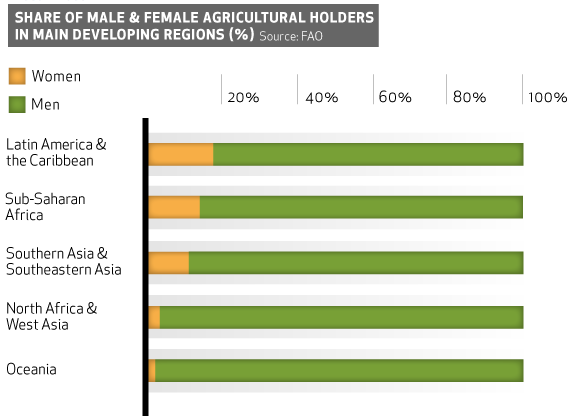 SHARE OF MALE & FEMALE AGRICULTURAL HOLDERS
IN MAIN DEVELOPING REGIONS (%) Source: FAO
Women
Men
20% 40% 60% 80% 100%
Latin America &
the Caribbean
Sub-Saharan
Africa
Southern Asia &
Southeastern Asia
North Africa &
West Asia
Oceania